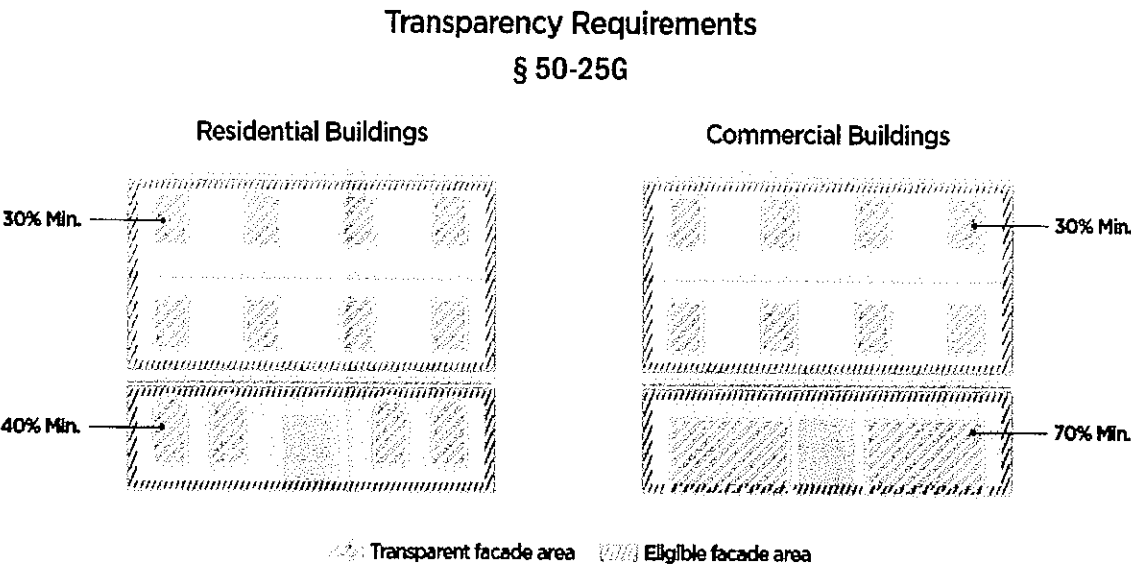 Transparency Requirements
§ 50-25G
Residential Buildings
Commercial Buildings
30% Min.
30% Min.
40% Min.
70% Min.
Transparent facade area
Eligible facade area